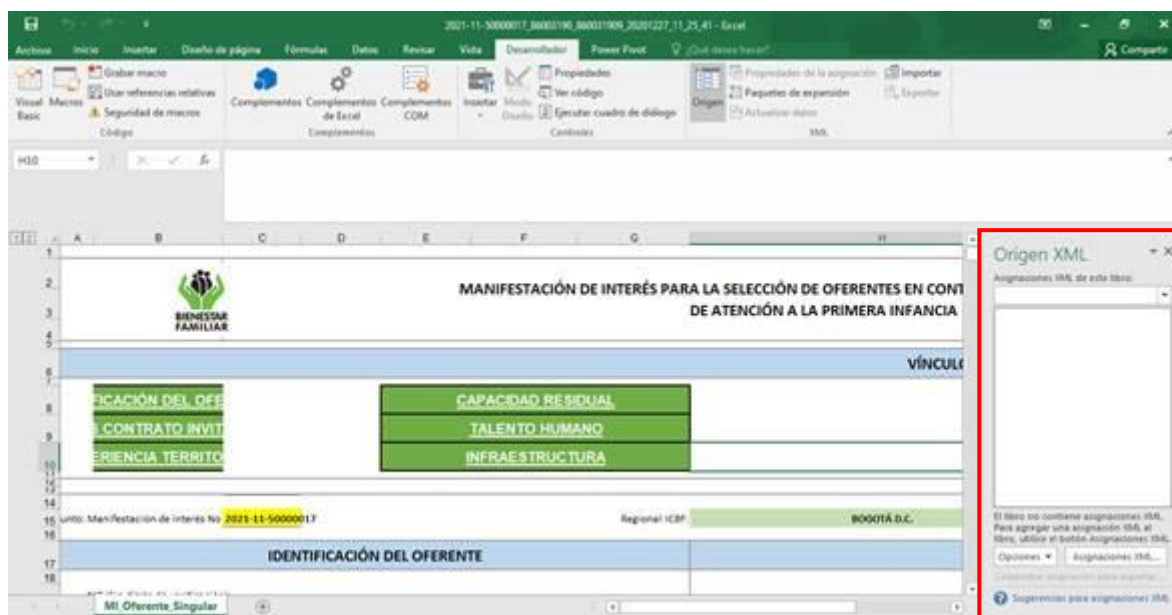 2021-11-50000017_86003190_860031909_20201227_11_25_41 - Excel
Archivo Inicio Insertar Diseño de página Fórmulas Datos Revisar Vista Desarrollador Power Pivot ¿Qué desea hacer? Compartir
Visual Basic
Macros
Grabar macro
Usar referencias relativas
Seguridad de macros
Código
Complementos
Complementos de Excel
Complementos COM
Complementos
Insertar
Modo Diseño
Propiedades
Ver código
Ejecutar cuadro de diálogo
Controles
Origen
Propiedades de la asignación
Paquetes de expansión
Actualizar datos
Importar
Exportar
XML
H10
A B C D E F G H
BIENESTAR
FAMILIAR
MANIFESTACIÓN DE INTERÉS PARA LA SELECCIÓN DE OFERENTES EN CONT
DE ATENCIÓN A LA PRIMERA INFANCIA
VÍNCULO
FICACIÓN DEL OFE CAPACIDAD RESIDUAL
CONTRATO INVIT TALENTO HUMANO
ERIENCIA TERRITO INFRAESTRUCTURA
unto: Manifestación de interés No 2021-11-50000017 Regional ICBF BOGOTÁ D.C.
IDENTIFICACIÓN DEL OFERENTE
MI_Oferente_Singular
Origen XML
Asignaciones XML de este libro:
El libro no contiene asignaciones XML.
Para agregar una asignación XML al
libro, utilice el botón Asignaciones XML.
Opciones Asignaciones XML...
Comprobar asignación para exportar...
Sugerencias para asignaciones XML